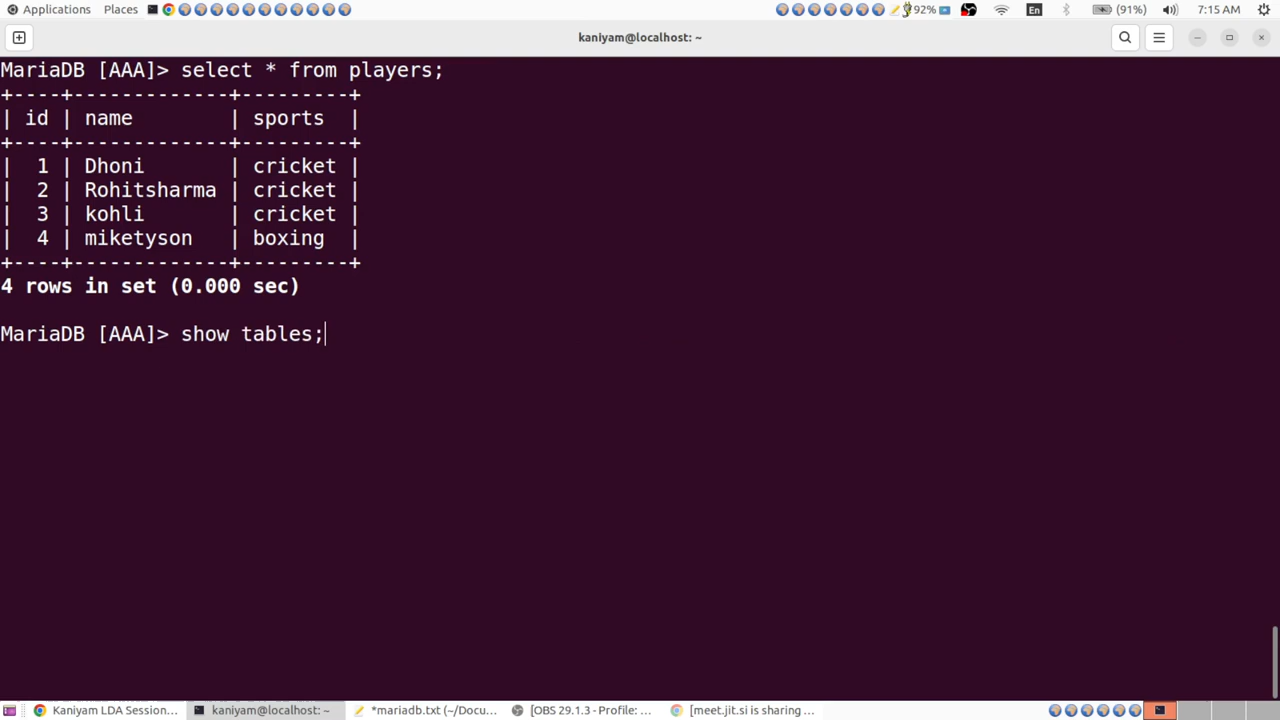 Applications Places 92% En (91%) 7:15 AM
kaniyam@localhost: ~
MariaDB [AAA]> select * from players;
+----+-------------+---------+
| id | name        | sports  |
+----+-------------+---------+
|  1 | Dhoni       | cricket |
|  2 | Rohitsharma | cricket |
|  3 | kohli       | cricket |
|  4 | miketyson   | boxing  |
+----+-------------+---------+
4 rows in set (0.000 sec)
MariaDB [AAA]> show tables;
Kaniyam LDA Session... kaniyam@localhost: ~ *mariadb.txt (~/Docu... [OBS 29.1.3 - Profile: ... [meet.jit.si is sharing ...